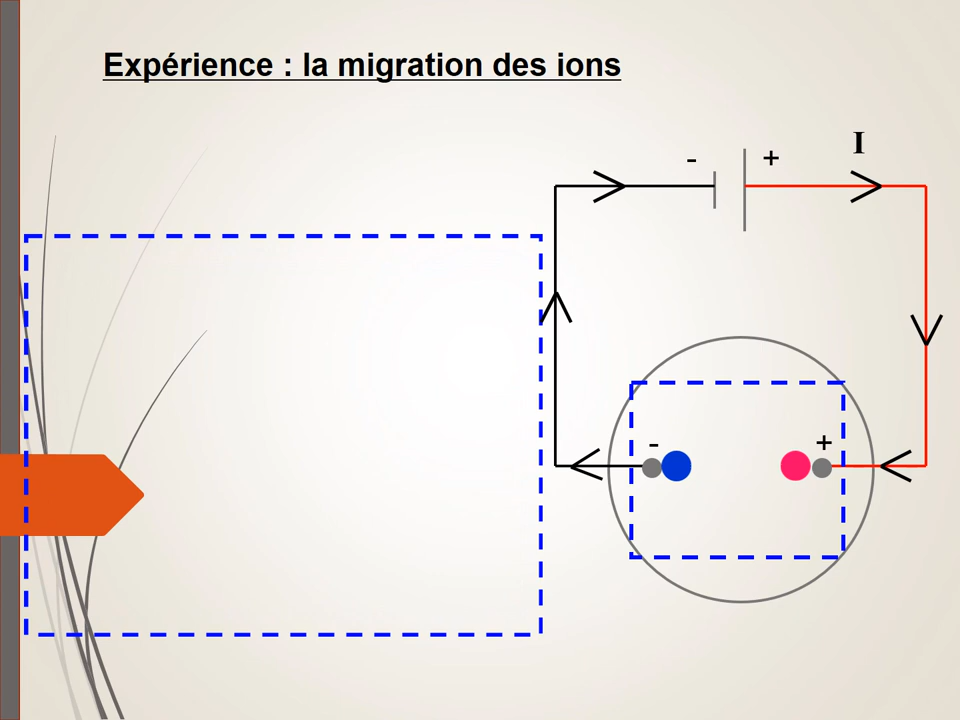 Expérience : la migration des ions
I
- +
- +